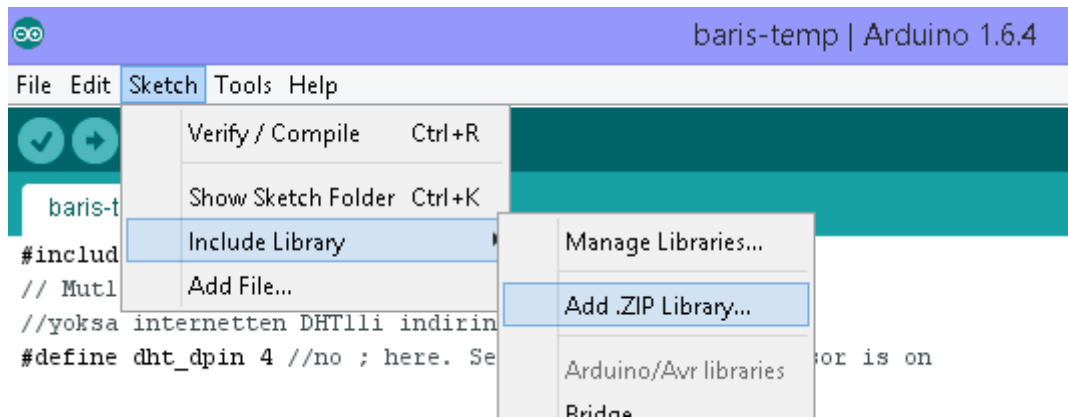 baris-temp | Arduino 1.6.4
File Edit Sketch Tools Help
Verify / Compile Ctrl+R
Show Sketch Folder Ctrl+K
baris-t
Include Library
Manage Libraries...
#includ
Add File...
// Mutl
Add .ZIP Library...
//yoksa internetten DHT11i indirin
#define dht_dpin 4 //no ; here. Se
sor is on
Arduino/Avr libraries
Bridge